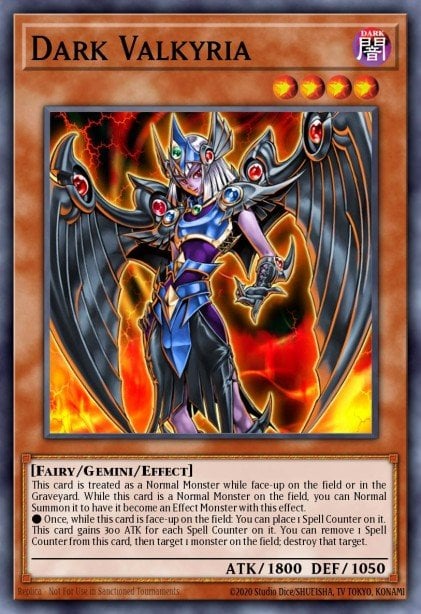 DARK VALKYRIA
DARK
闇
[FAIRY/GEMINI/EFFECT]
This card is treated as a Normal Monster while face-up on the field or in the
Graveyard. While this card is a Normal Monster on the field, you can Normal
Summon it to have it become an Effect Monster with this effect.
● Once, while this card is face-up on the field: You can place 1 Spell Counter on it.
This card gains 300 ATK for each Spell Counter on it. You can remove 1 Spell
Counter from this card, then target 1 monster on the field; destroy that target.
ATK/1800 DEF/1050
Replica - Not For Use in Sanctioned Tournaments
©2020 Studio Dice/SHUEISHA, TV TOKYO, KONAMI